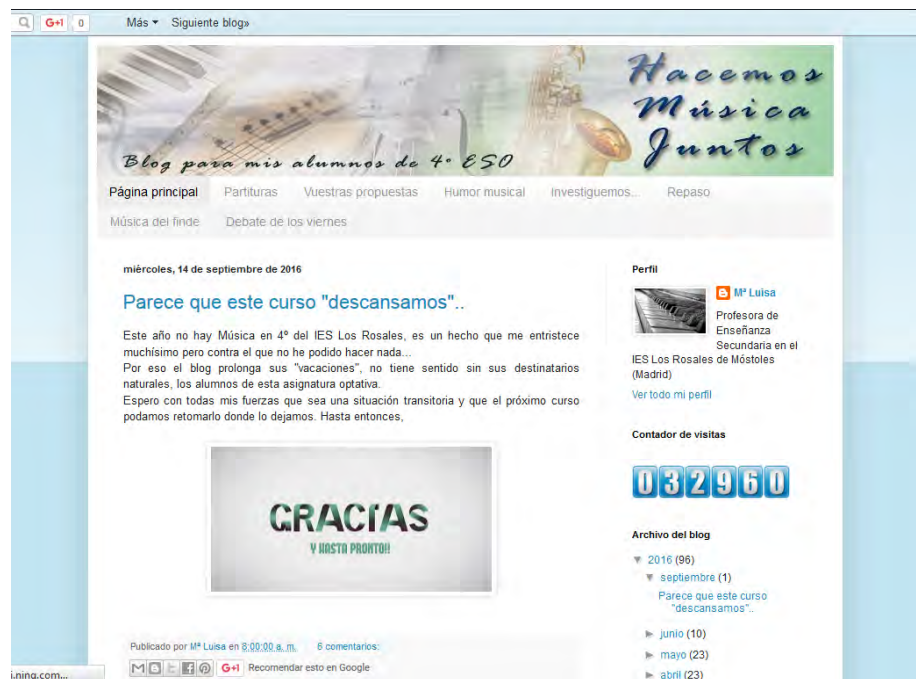 G+1 0 Más Siguiente blog»
Hacemos
Música
Juntos
Blog para mis alumnos de 4º ESO
Página principal Partituras Vuestras propuestas Humor musical Investiguemos... Repaso
Música del finde Debate de los viernes
miércoles, 14 de septiembre de 2016
Parece que este curso "descansamos"..
Este año no hay Música en 4º del IES Los Rosales, es un hecho que me entristece
muchísimo pero contra el que no he podido hacer nada...
Por eso el blog prolonga sus "vacaciones", no tiene sentido sin sus destinatarios
naturales, los alumnos de esta asignatura optativa.
Espero con todas mis fuerzas que sea una situación transitoria y que el próximo curso
podamos retomarlo donde lo dejamos. Hasta entonces,
GRACIAS
Y HASTA PRONTO!!
Publicado por Mª Luisa en 8:00:00 a. m. 6 comentarios:
G+1 Recomendar esto en Google
Perfil
Mª Luisa
Profesora de
Enseñanza
Secundaria en el
IES Los Rosales de Móstoles
(Madrid)
Ver todo mi perfil
Contador de visitas
032960
Archivo del blog
▼ 2016 (96)
▼ septiembre (1)
Parece que este curso
"descansamos"..
► junio (10)
► mayo (23)
► abril (23)
i.ning.com...